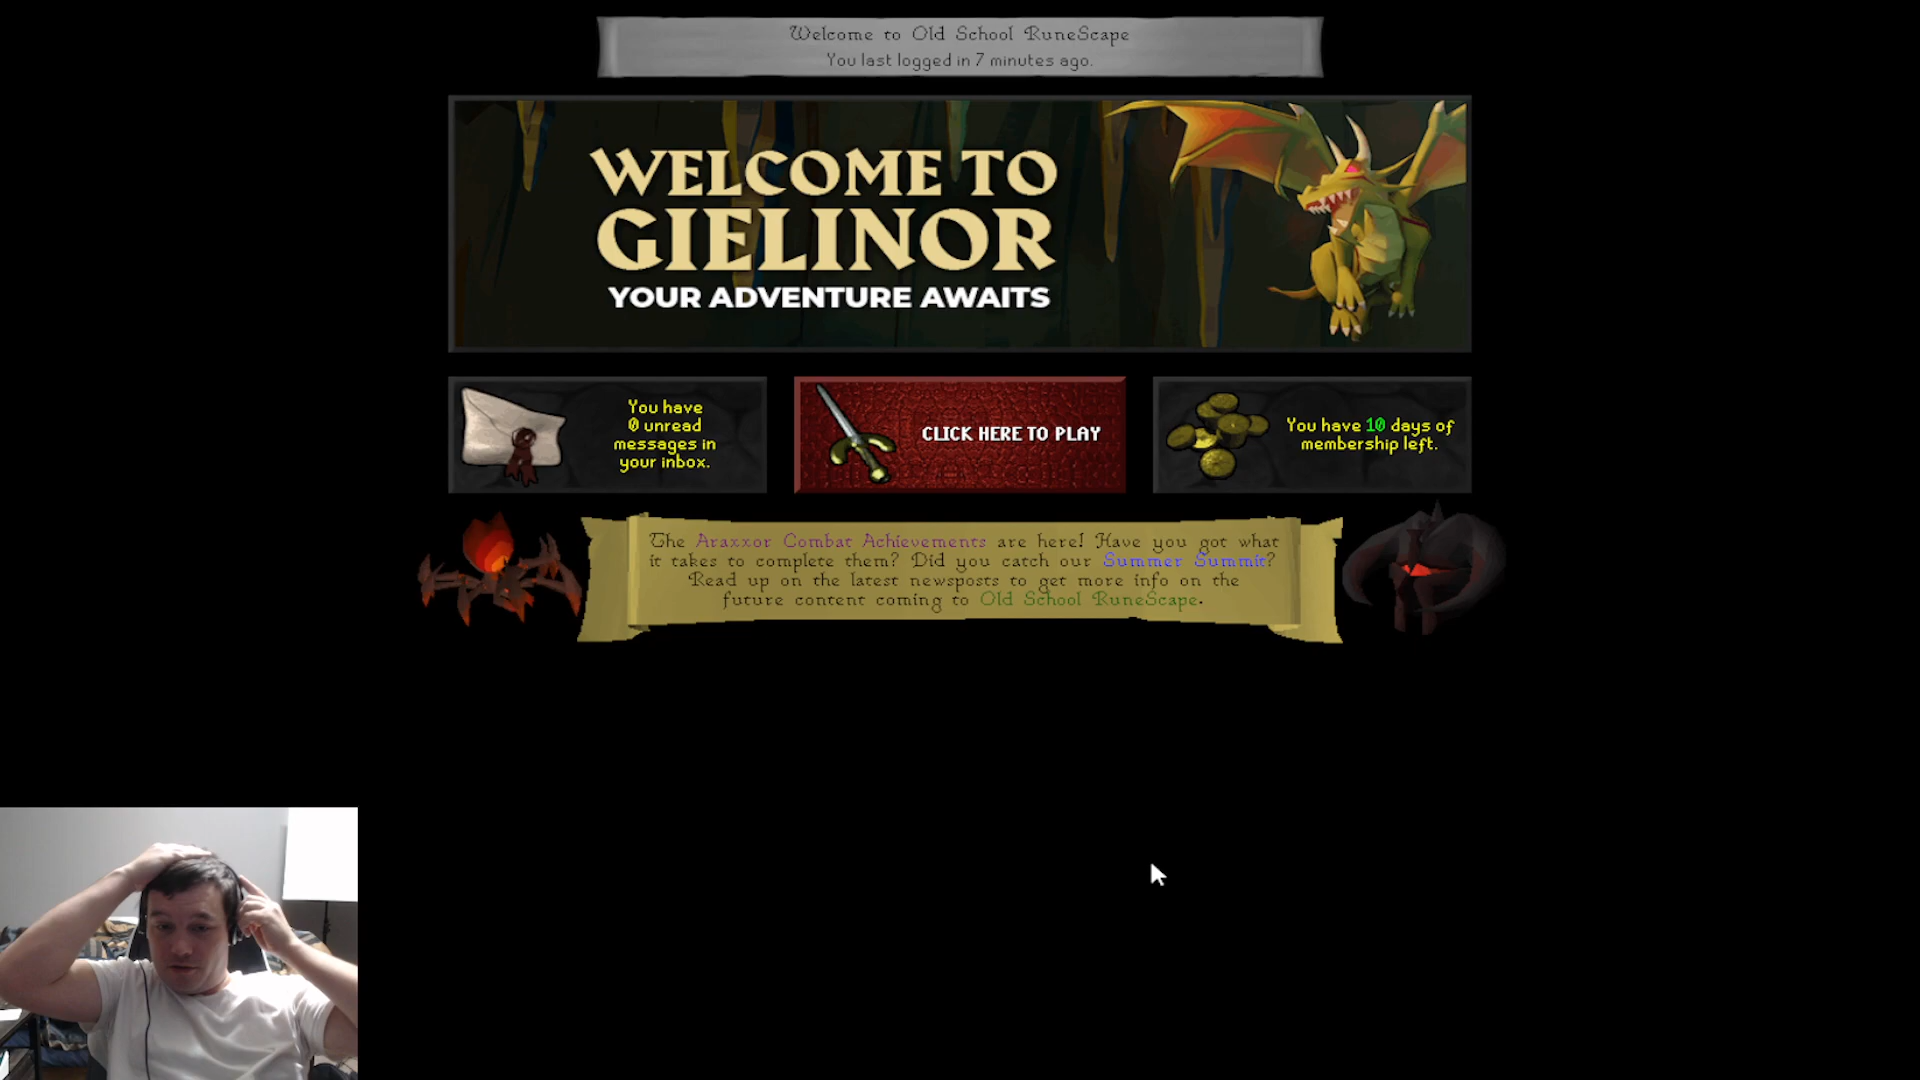 Welcome to Old School RuneScape
You last logged in 7 minutes ago.
WELCOME TO
GIELINOR
YOUR ADVENTURE AWAITS
You have
0 unread
messages in
your inbox.
CLICK HERE TO PLAY
You have 10 days of
membership left.
The Araxxor Combat Achievements are here! Have you got what
it takes to complete them? Did you catch our Summer Summit?
Read up on the latest newsposts to get more info on the
future content coming to Old School RuneScape.